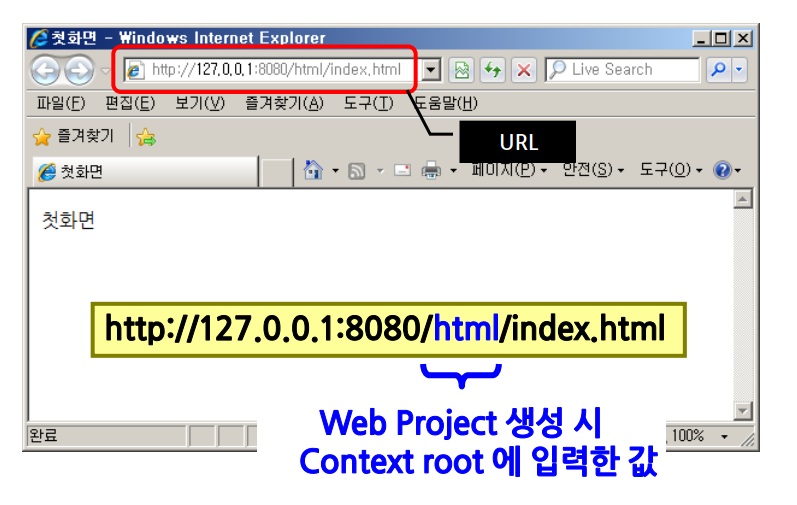 첫화면 - Windows Internet Explorer
http://127.0.0.1:8080/html/index.html
Live Search
파일(F) 편집(E) 보기(V) 즐겨찾기(A) 도구(T) 도움말(H)
즐겨찾기
URL
첫화면
페이지(P) 안전(S) 도구(O)
첫화면
http://127.0.0.1:8080/html/index.html
Web Project 생성 시
Context root 에 입력한 값
완료
100%